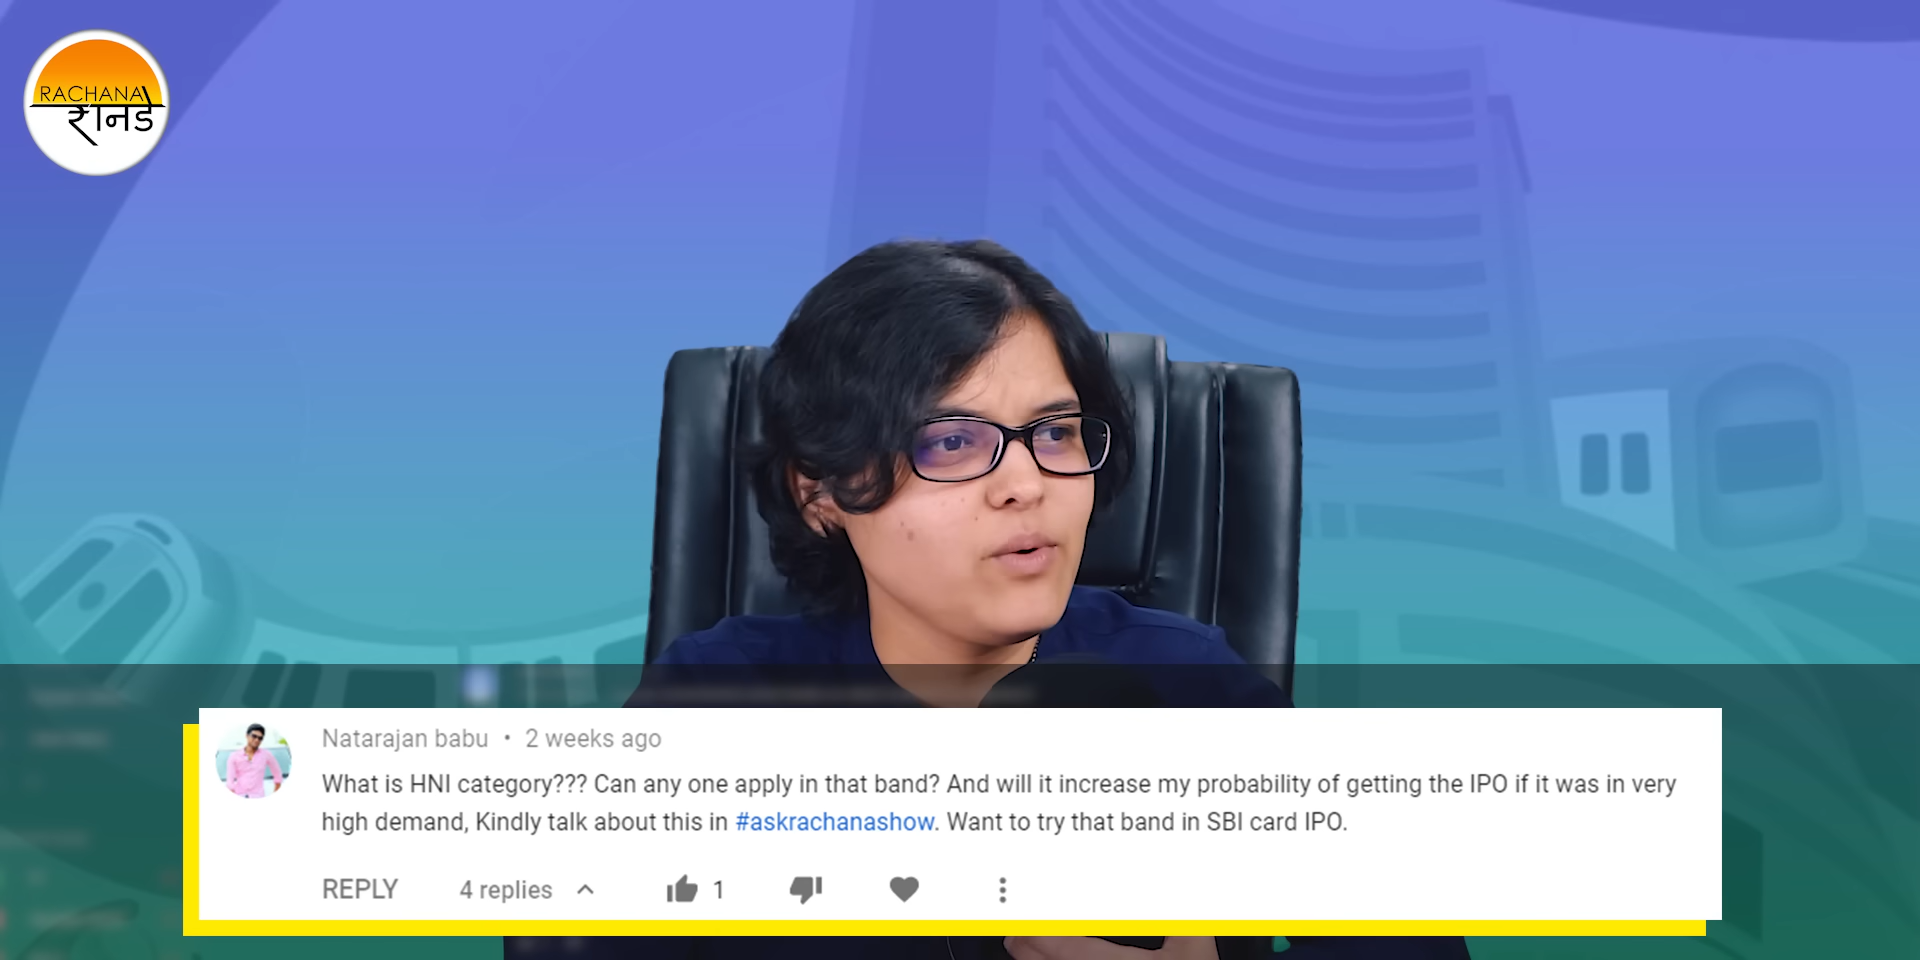 RACHANA
रानडे
Natarajan babu • 2 weeks ago
What is HNI category??? Can any one apply in that band? And will it increase my probability of getting the IPO if it was in very
high demand, Kindly talk about this in #askrachanashow. Want to try that band in SBI card IPO.
REPLY 4 replies 1